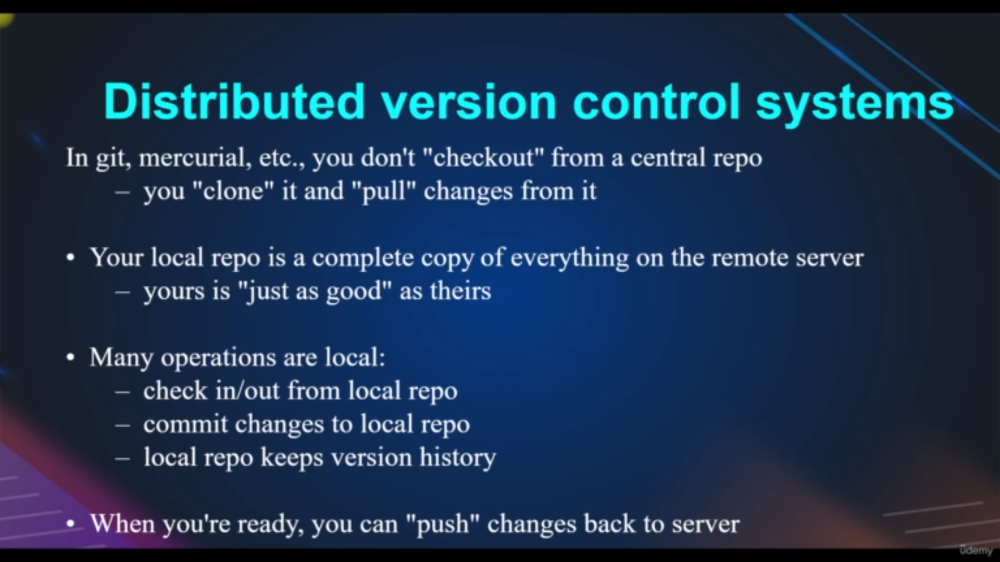 Distributed version control systems
In git, mercurial, etc., you don't "checkout" from a central repo
– you "clone" it and "pull" changes from it
• Your local repo is a complete copy of everything on the remote server
– yours is "just as good" as theirs
• Many operations are local:
– check in/out from local repo
– commit changes to local repo
– local repo keeps version history
• When you're ready, you can "push" changes back to server
ûdemy